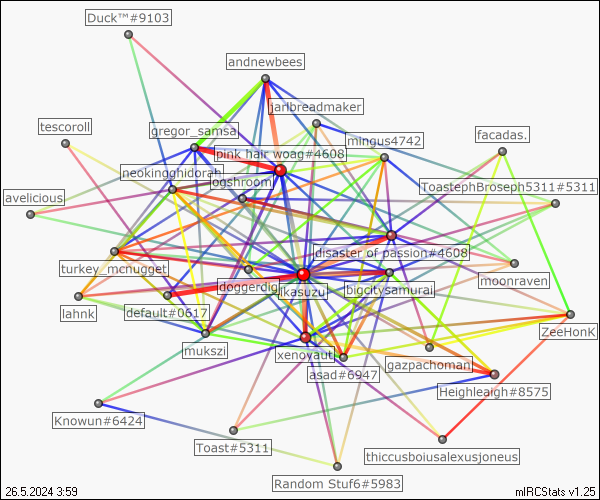 Duck™#9103
andnewbees
janbreadmaker
tescoroll
gregor_samsa
mingus4742
facadas.
pink hair woag#4608
neokingghidorah
ogshroom
ToastephBroseph5311#5311
avelicious
disaster of passion#4608
turkey_mcnugget
doggerdig
ikasuzu
bigcitysamurai
moonraven
lahnk
default#0617
mukszi
xenovauti
asad#6947
gazpachoman
ZeeHonK
Heighleaigh#8575
Knowun#6424
Toast#5311
thiccusboiusalexusjoneus
Random Stuf6#5983
26.5.2024 3:59
mIRCStats v1.25